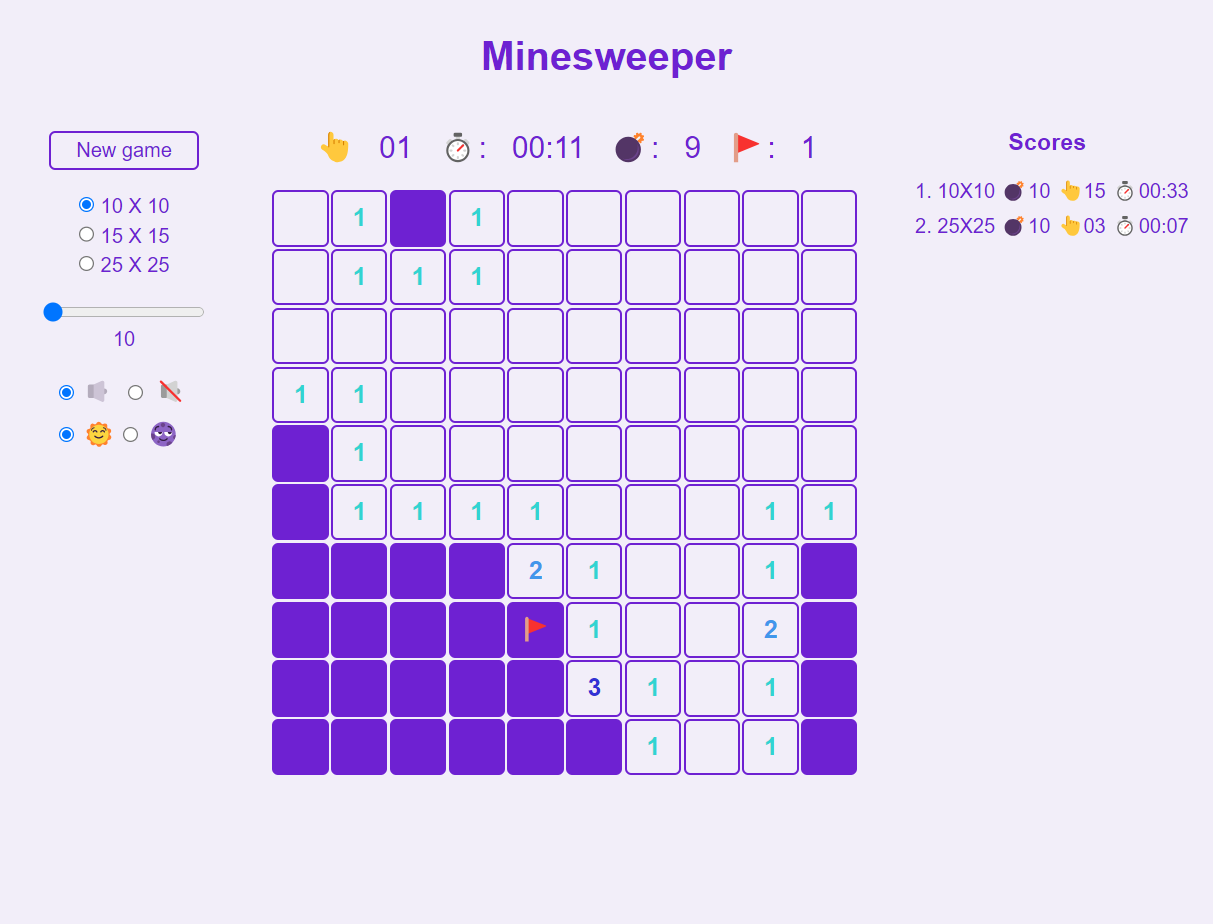 Minesweeper
New game
10 X 10
15 X 15
25 X 25
10
01 : 00:11 : 9 : 1
1 1
1 1 1
1 1
1
1 1 1 1 1 1
2 1 1
1 2
3 1 1
1 1
Scores
1. 10X10 10 15 00:33
2. 25X25 10 03 00:07